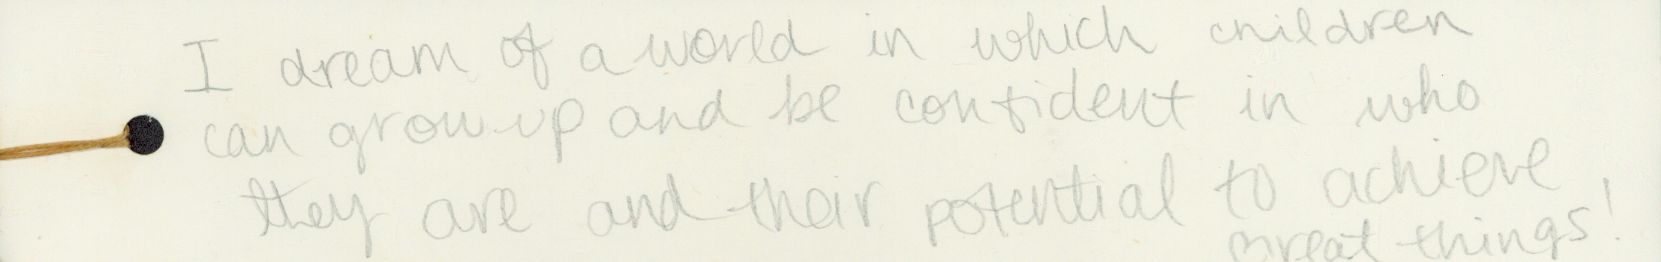 I dream of a world in which children
can grow up and be confident in who
they are and their potential to achieve
great things!